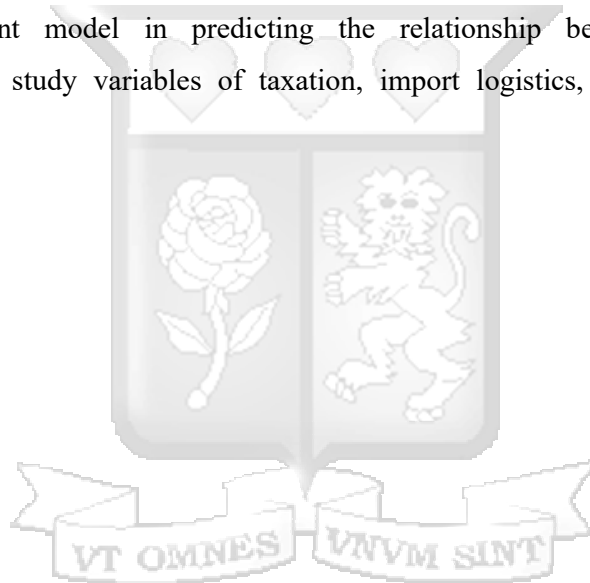 nt model in predicting the relationship be
study variables of taxation, import logistics,
VT OMNES VNVM SINT